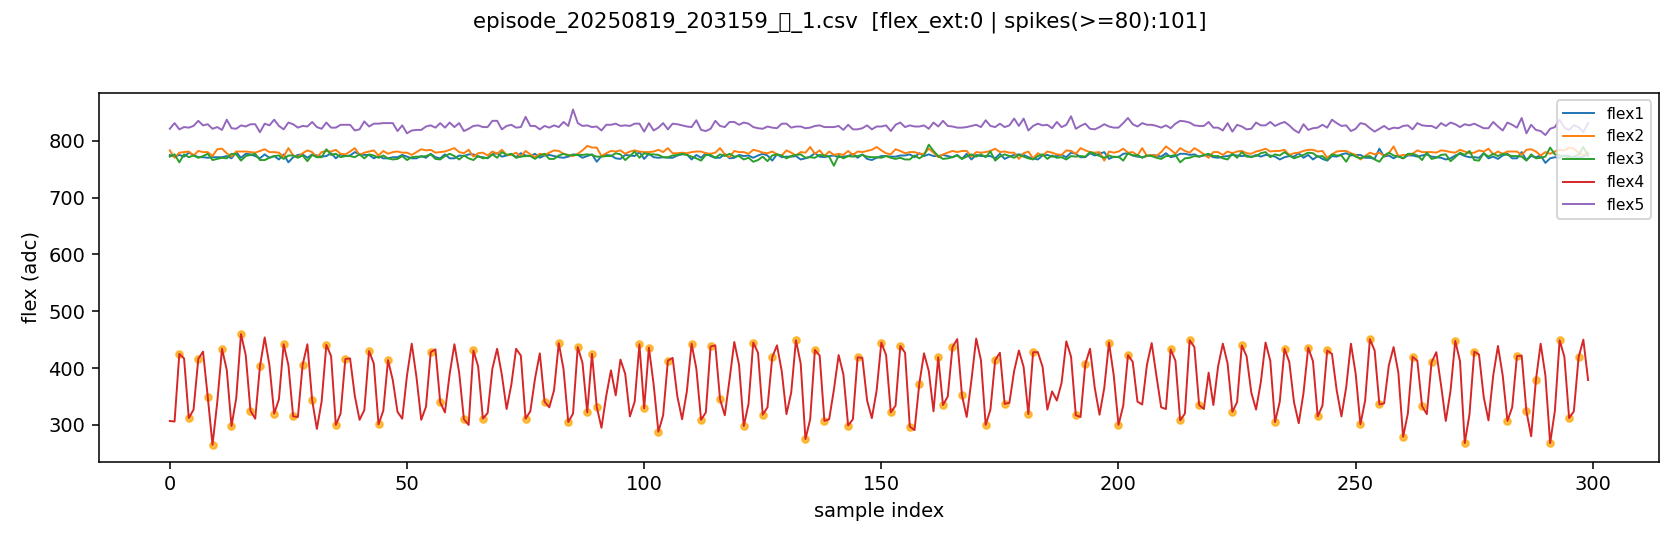 episode_20250819_203159_▯_1.csv  [flex_ext:0 | spikes(>=80):101]
flex (adc)
800
700
600
500
400
300
0
50
100
150
200
250
300
sample index
flex1
flex2
flex3
flex4
flex5